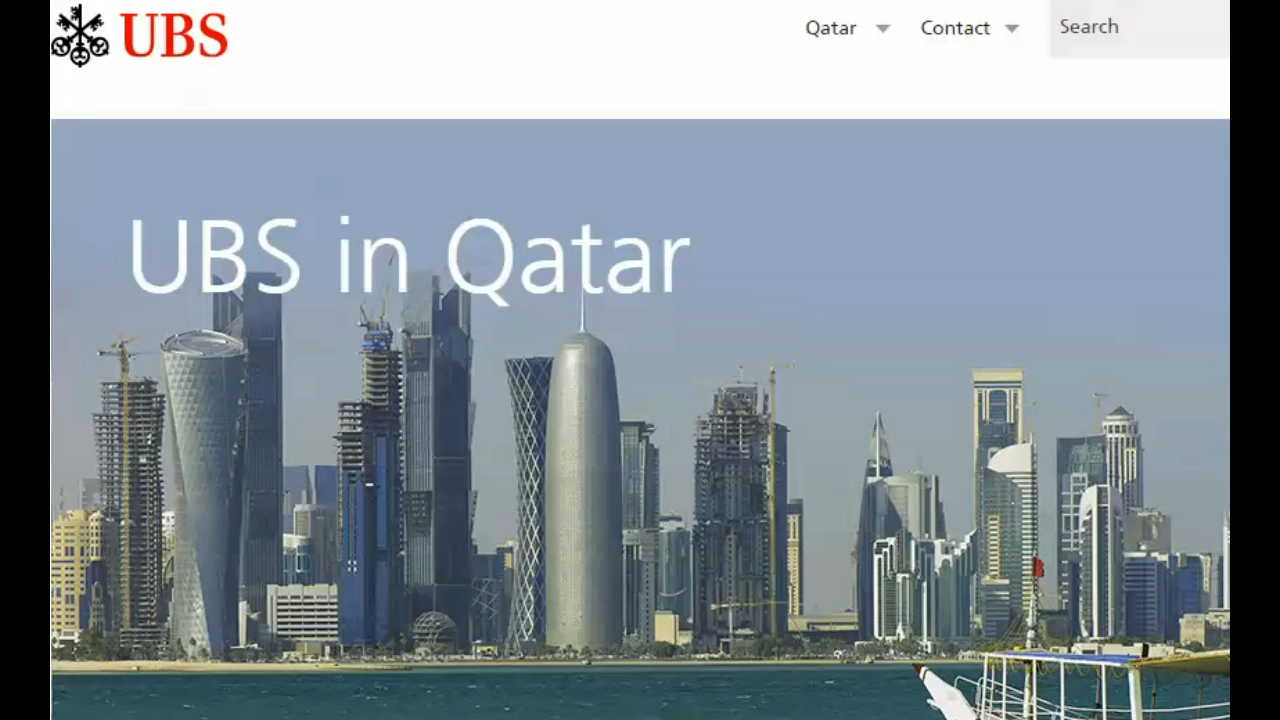 UBS
Qatar
Contact
Search
UBS in Qatar